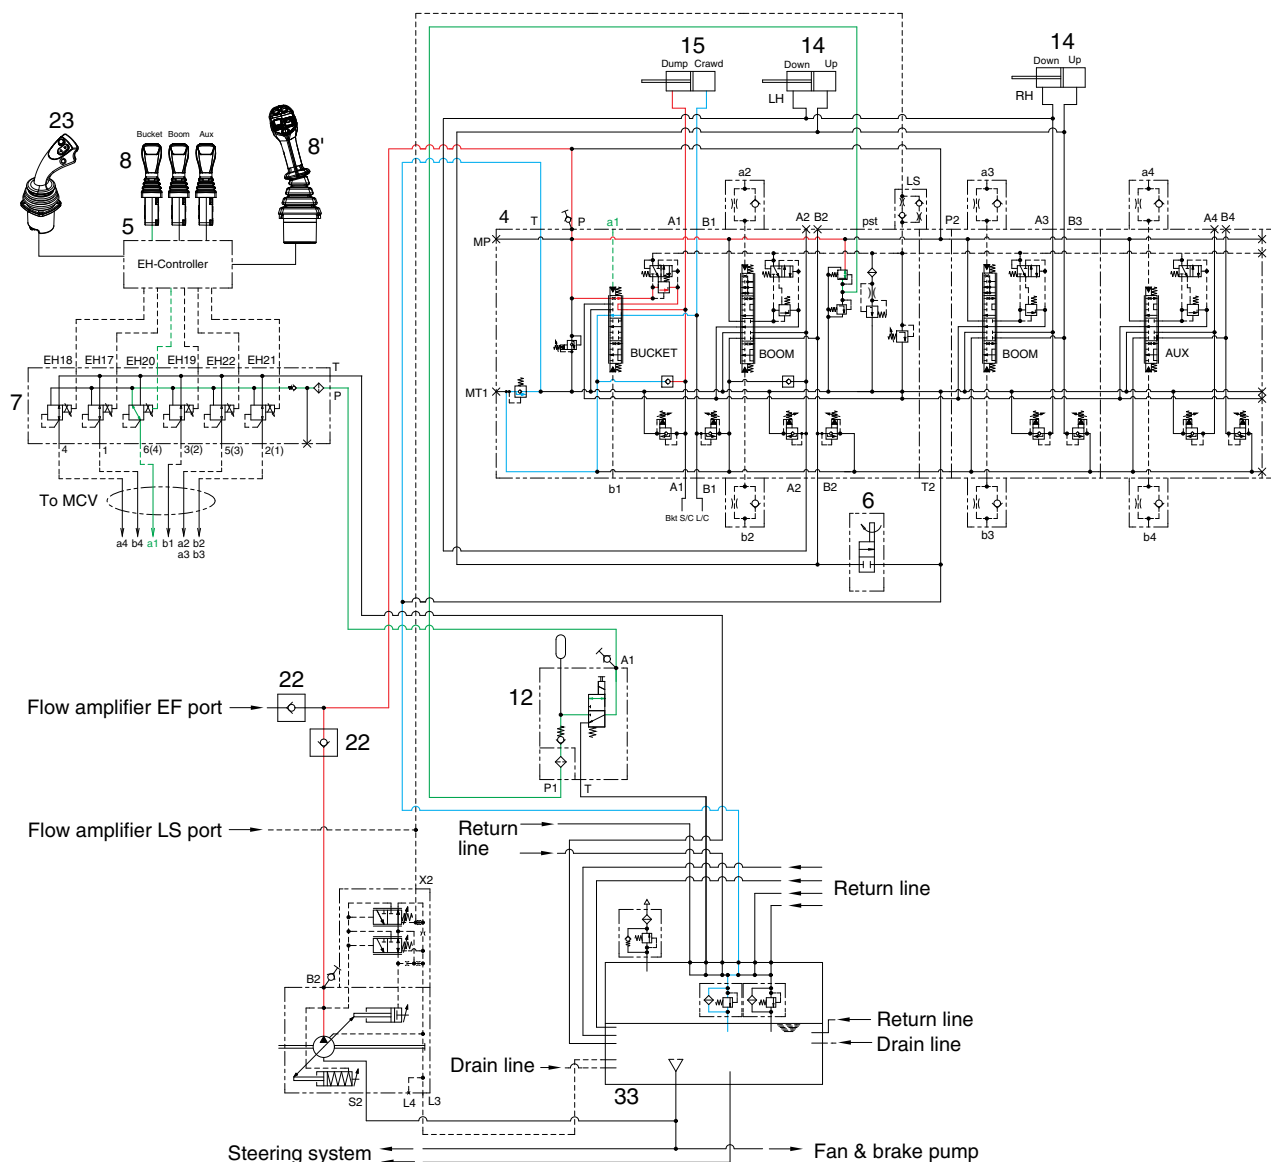 15
14
14
Dump Crawd
Down Up
Down Up
LH
RH
23
Bucket Boom Aux
8
8'
5
EH-Controller
a2
LS
a3
a4
4
T
P
a1
A1
B1
A2
B2
pst
P2
A3
B3
A4
B4
MP
BUCKET
BOOM
BOOM
AUX
MT1
EH18
EH17
EH20
EH19
EH22
EH21
T
P
7
4
1
6(4)
3(2)
5(3)
2(1)
To MCV
a4
b4
a1
b1
a2
a3
b2
b3
b1
A1
B1
A2
B2
T2
Bkt S/C L/C
b2
6
b3
b4
A1
12
22
Flow amplifier EF port
22
P1
T
Flow amplifier LS port
Return
line
Return line
X2
B2
Return line
Drain line
Drain line
33
S2
L4
L3
Steering system
Fan & brake pump